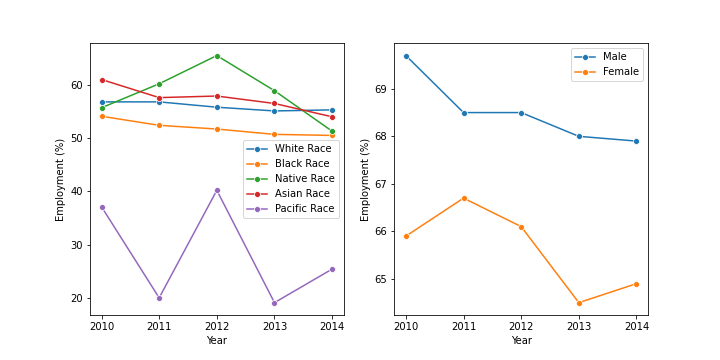 Employment (%)
60
50
40
30
20
2010 2011 2012 2013 2014
Year
White Race
Black Race
Native Race
Asian Race
Pacific Race
Employment (%)
69
68
67
66
65
2010 2011 2012 2013 2014
Year
Male
Female